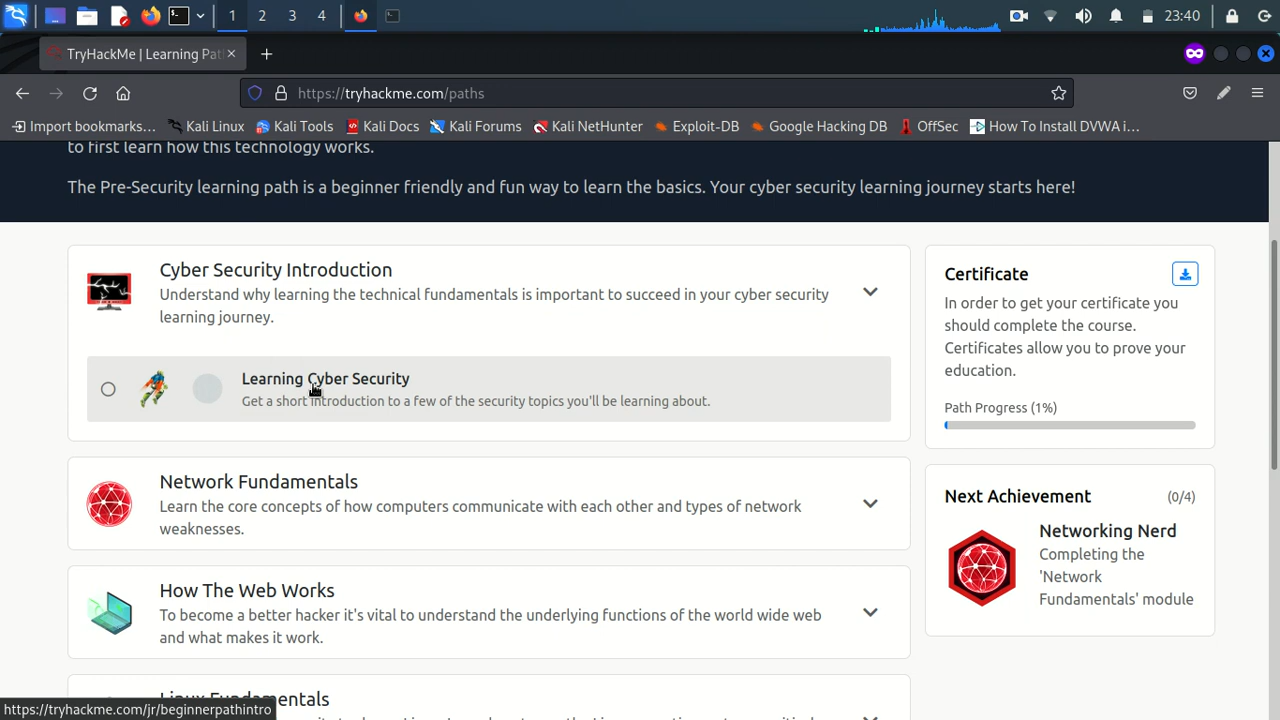 1 2 3 4 23:40
TryHackMe | Learning Pat
https://tryhackme.com/paths
Import bookmarks... Kali Linux Kali Tools Kali Docs Kali Forums Kali NetHunter Exploit-DB Google Hacking DB OffSec How To Install DVWA i...
to first learn how this technology works.
The Pre-Security learning path is a beginner friendly and fun way to learn the basics. Your cyber security learning journey starts here!
Cyber Security Introduction
Understand why learning the technical fundamentals is important to succeed in your cyber security
learning journey.
Learning Cyber Security
Get a short introduction to a few of the security topics you'll be learning about.
Network Fundamentals
Learn the core concepts of how computers communicate with each other and types of network
weaknesses.
How The Web Works
To become a better hacker it's vital to understand the underlying functions of the world wide web
and what makes it work.
Certificate
In order to get your certificate you
should complete the course.
Certificates allow you to prove your
education.
Path Progress (1%)
Next Achievement (0/4)
Networking Nerd
Completing the
'Network
Fundamentals' module
https://tryhackme.com/jr/beginnerpathintro